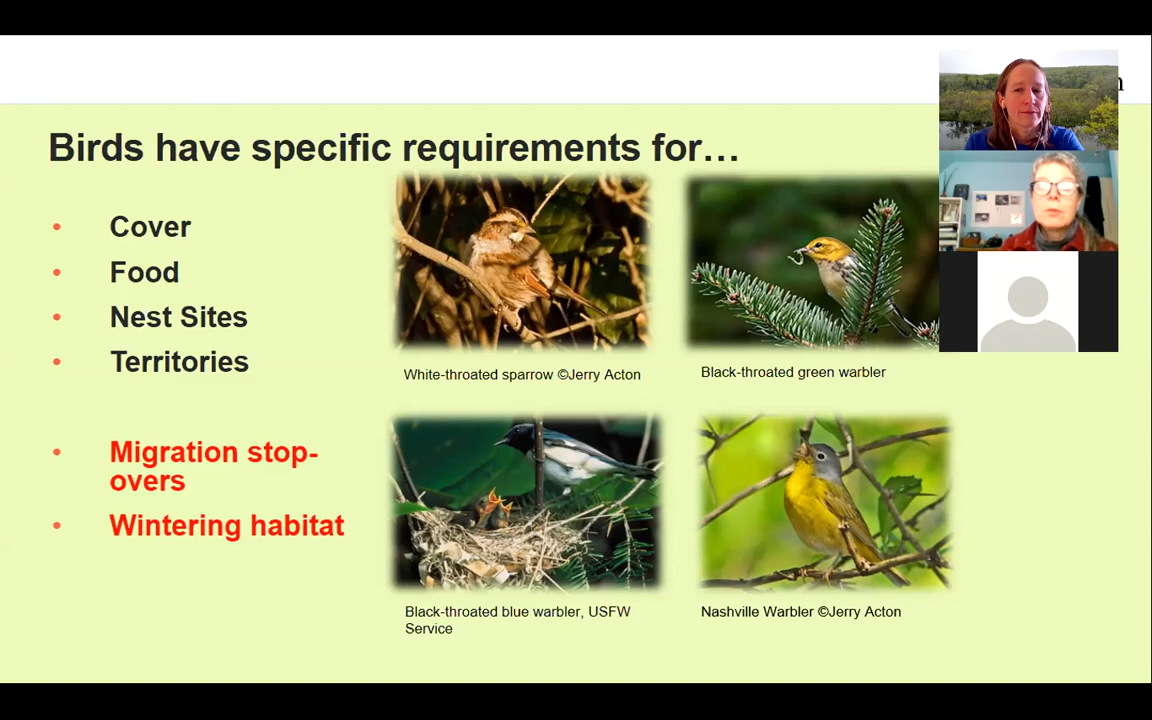 Birds have specific requirements for…
• Cover
• Food
• Nest Sites
• Territories
• Migration stop-
overs
• Wintering habitat
White-throated sparrow ©Jerry Acton
Black-throated green warbler
Black-throated blue warbler, USFW
Service
Nashville Warbler ©Jerry Acton